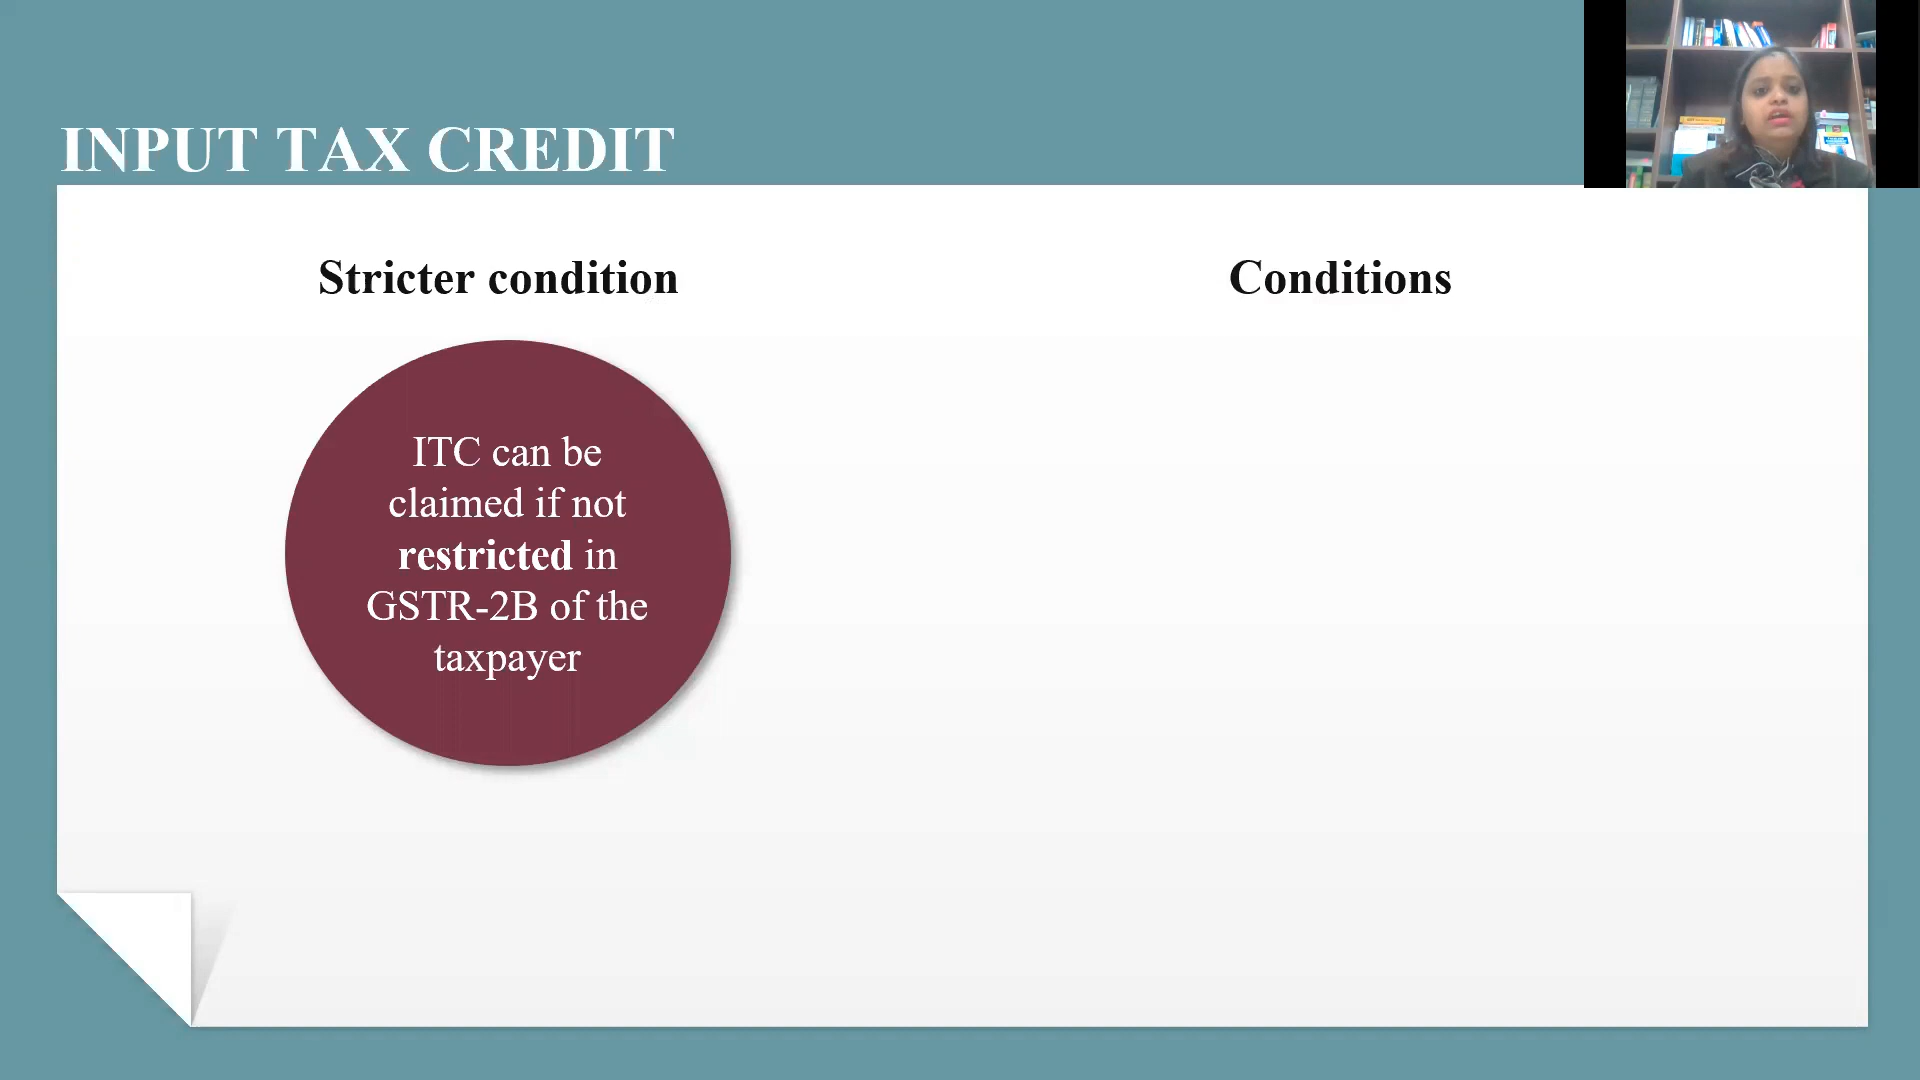 INPUT TAX CREDIT
Stricter condition
Conditions
ITC can be
claimed if not
restricted in
GSTR-2B of the
taxpayer